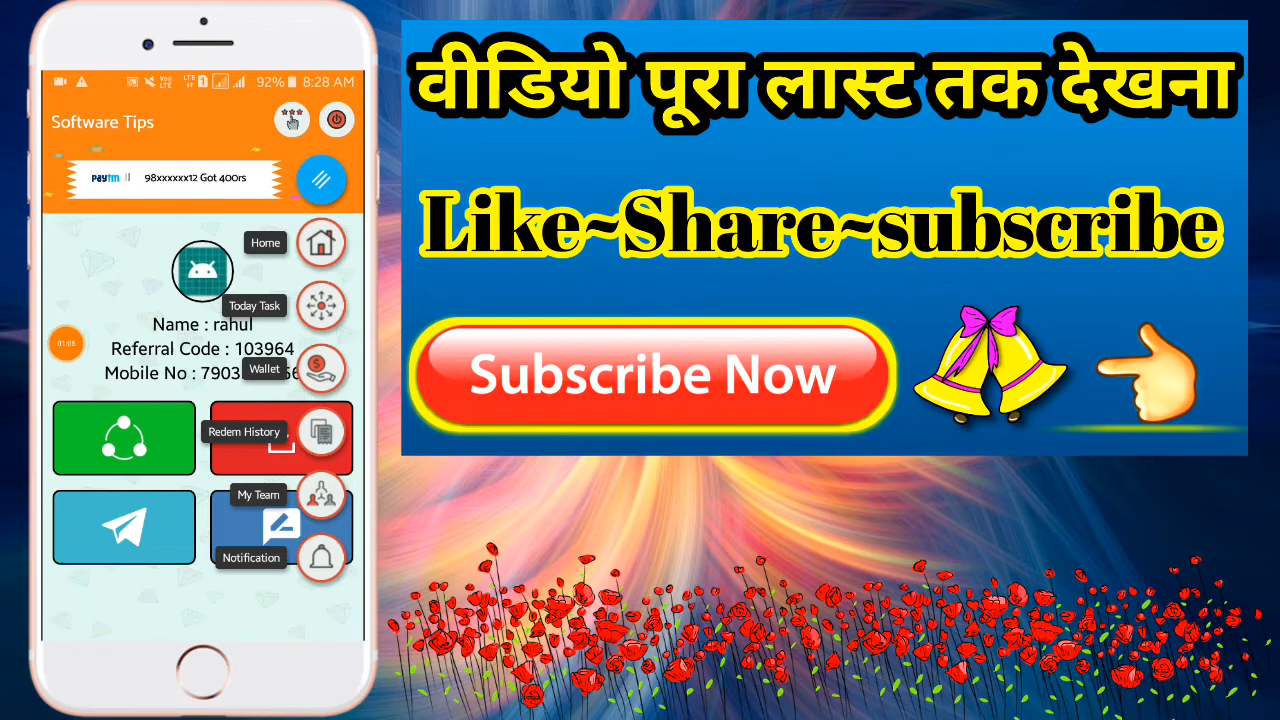 वीडियो पूरा लास्ट तक देखना
Like~Share~subscribe
Subscribe Now
92% 8:28 AM
Software Tips
Paytm 98xxxxxx12 Got 400rs
Home
Today Task
Name : rahul
01:05
Referral Code : 103964
Wallet
Mobile No : 7903
Redem History
My Team
Notification